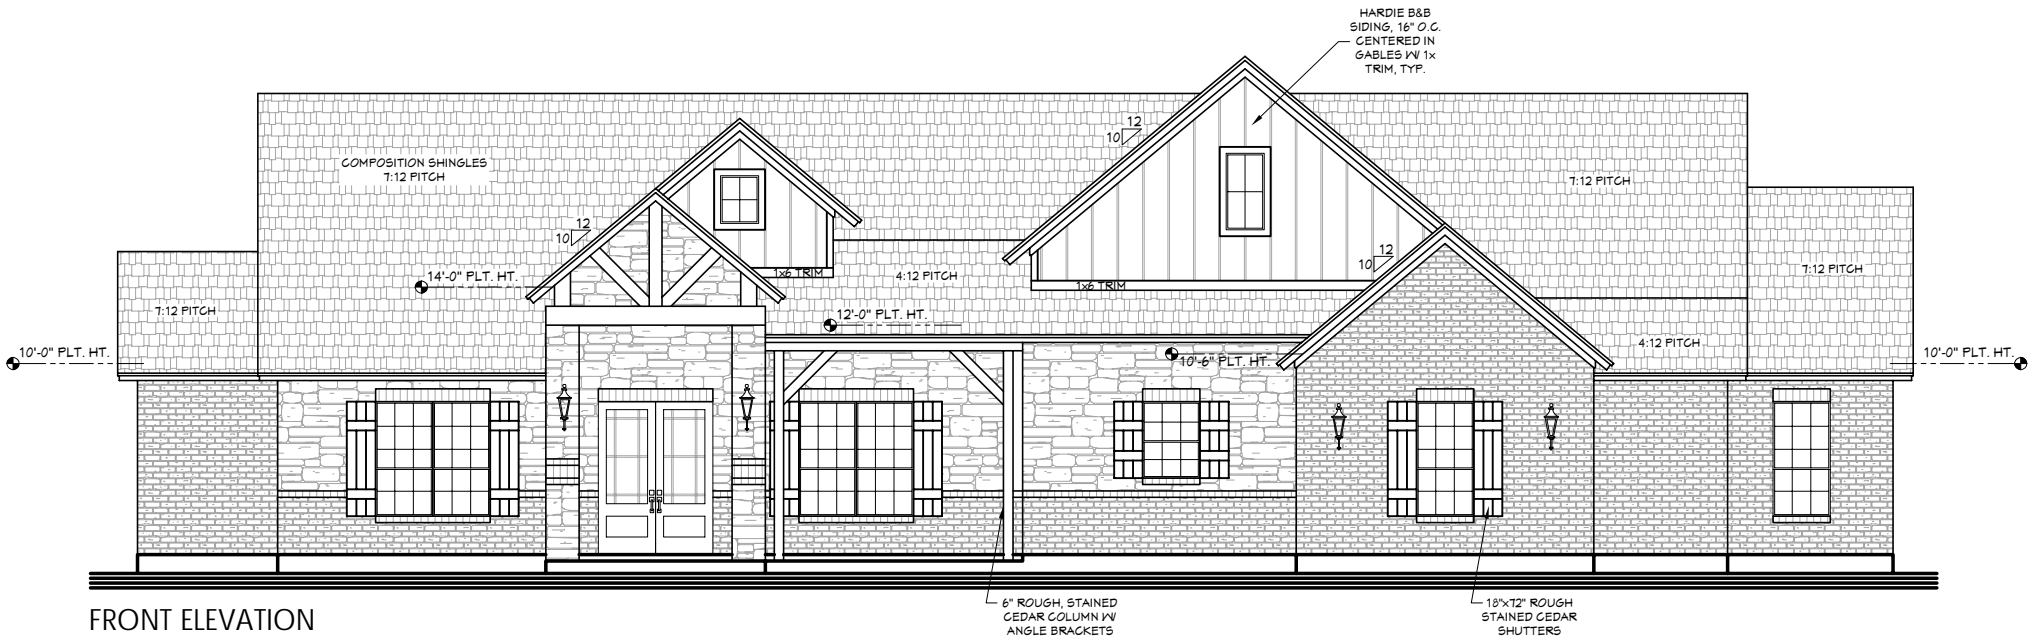 HARDIE B&B
SIDING, 16" O.C.
CENTERED IN
GABLES W/ 1x
TRIM, TYP.
12
10
COMPOSITION SHINGLES
7:12 PITCH
7:12 PITCH
12
10
12
10
14'-0" PLT. HT.
1x6 TRIM
4:12 PITCH
1x6 TRIM
7:12 PITCH
7:12 PITCH
12'-0" PLT. HT.
4:12 PITCH
10'-0" PLT. HT.
10'-6" PLT. HT.
10'-0" PLT. HT.
6" ROUGH, STAINED
CEDAR COLUMN W/
ANGLE BRACKETS
18"x72" ROUGH
STAINED CEDAR
SHUTTERS
FRONT ELEVATION